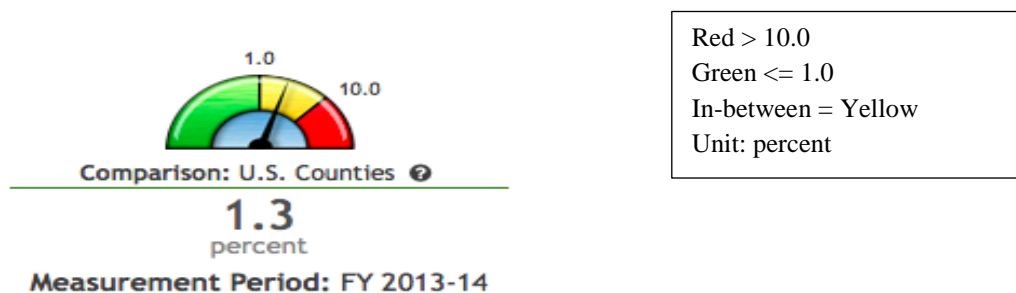 1.0
10.0
Comparison: U.S. Counties ?
1.3
percent
Measurement Period: FY 2013-14
Red > 10.0
Green <= 1.0
In-between = Yellow
Unit: percent